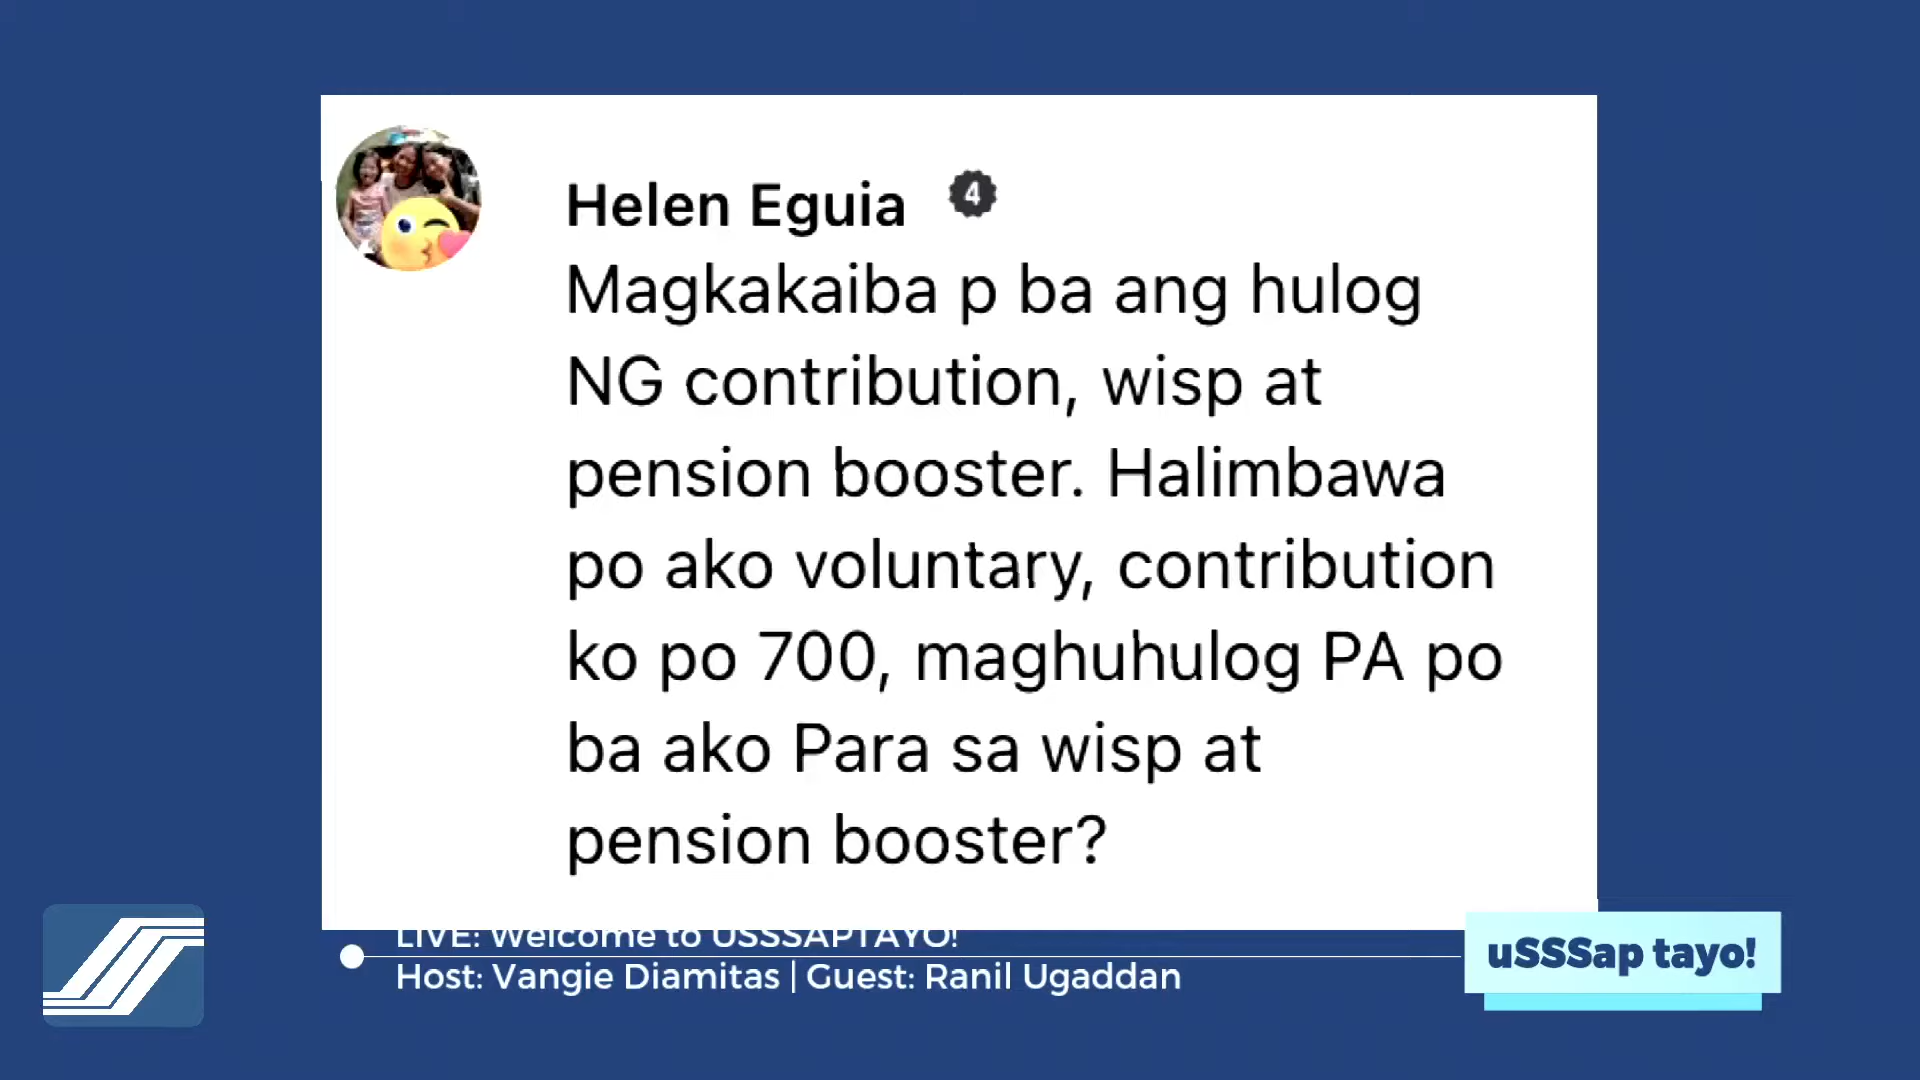 Helen Eguia 4
Magkakaiba p ba ang hulog
NG contribution, wisp at
pension booster. Halimbawa
po ako voluntary, contribution
ko po 700, maghuhulog PA po
ba ako Para sa wisp at
pension booster?
LIVE: Welcome to USSSAPTAYO!
Host: Vangie Diamitas | Guest: Ranil Ugaddan
uSSSap tayo!